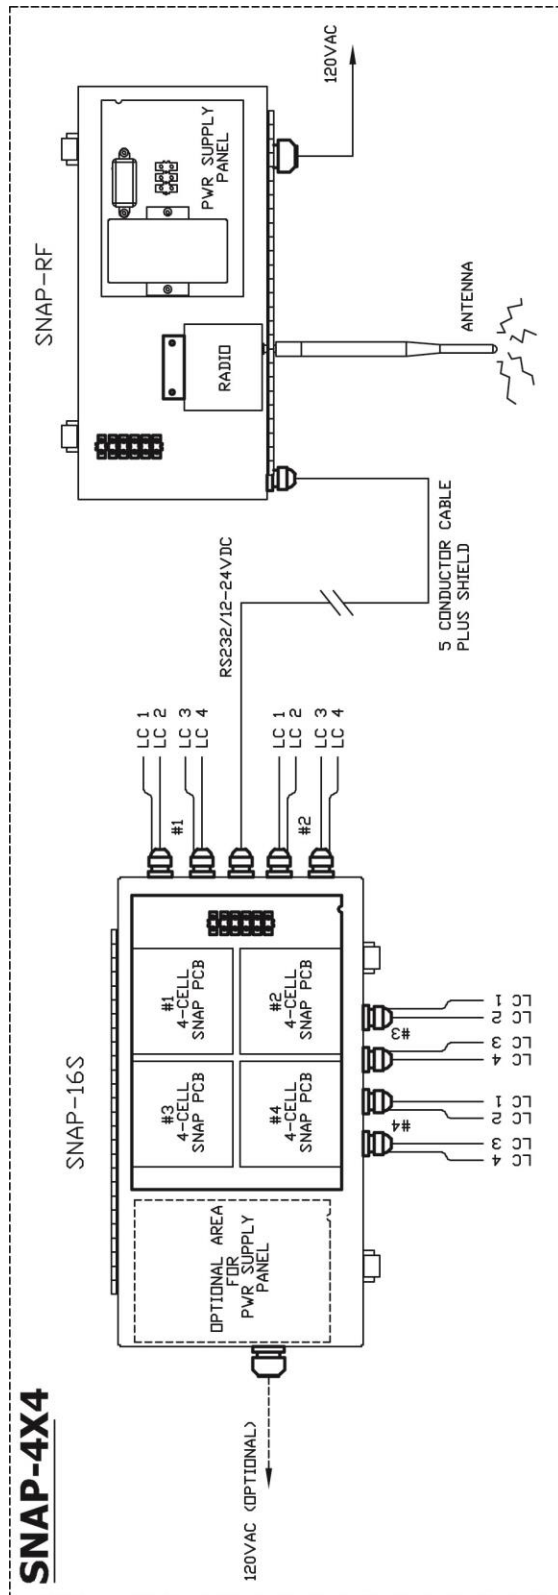 SNAP-4X4
SNAP-16S
120VAC (OPTIONAL)
OPTIONAL AREA
FOR
PWR SUPPLY
PANEL
#3
4-CELL
SNAP PCB
#1
4-CELL
SNAP PCB
#4
4-CELL
SNAP PCB
#2
4-CELL
SNAP PCB
LC 1
LC 2
#1
LC 3
LC 4
RS232/12-24VDC
LC 1
LC 2
#2
LC 3
LC 4
LC 4
LC 3
#4
LC 2
LC 1
LC 4
LC 3
#3
LC 2
LC 1
5 CONDUCTOR CABLE
PLUS SHIELD
SNAP-RF
RADIO
PWR SUPPLY
PANEL
ANTENNA
120VAC